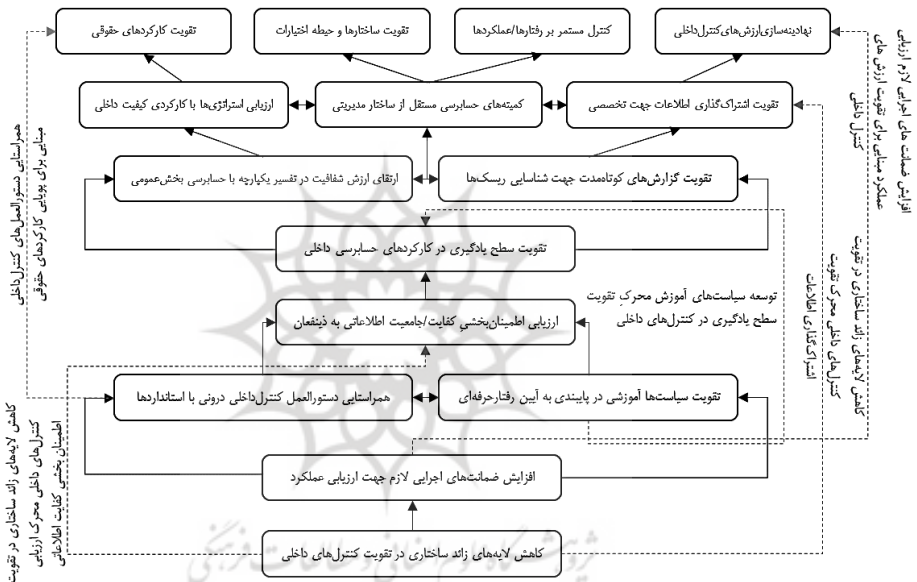 نهادینه‌سازی ارزش‌های کنترل داخلی
کنترل مستمر بر رفتارها/عملکردها
تقویت ساختارها و حیطه اختیارات
تقویت کارکردهای حقوقی
تقویت اشتراک‌گذاری اطلاعات جهت تخصصی
کمیته‌های حسابرسی مستقل از ساختار مدیریتی
ارزیابی استراتژی‌ها با کارکردی کیفیت داخلی
تقویت گزارش‌های کوتاه‌مدت جهت شناسایی ریسک‌ها
ارتقای ارزش شفافیت در تفسیر یکپارچه با حسابرسی بخش‌عمومی
تقویت سطح یادگیری در کارکردهای حسابرسی داخلی
توسعه سیاست‌های آموزش محرکِ تقویت
سطح یادگیری در کنترل‌های داخلی
ارزیابی اطمینان‌بخشیِ کفایت/جامعیت اطلاعاتی به ذینفعان
تقویت سیاست‌ها آموزشی در پایبندی به آیین رفتارحرفه‌ای
همراستایی دستورالعمل کنترل‌داخلی درونی با استانداردها
افزایش ضمانت‌های اجرایی لازم جهت ارزیابی عملکرد
کاهش لایه‌های زائد ساختاری در تقویت کنترل‌های داخلی
افزایش ضمانت های اجرایی لازم ارزیابی
عملکرد مبنایی برای تقویت ارزش های
کنترل داخلی
کاهش لایه‌های زائد ساختاری در تقویت
کنترل‌های داخلی محرک تقویت
اشتراک‌گذاری اطلاعات
همراستایی دستورالعمل‌های کنترل‌داخلی
مبنایی برای پویایی کارکردهای حقوقی
کاهش لایه‌های زائد ساختاری در تقویت
کنترل‌های داخلی محرک ارزیابی
اطمینان بخشی کفایت اطلاعاتی
پژوهشگاه علوم انسانی و مطالعات فرهنگی